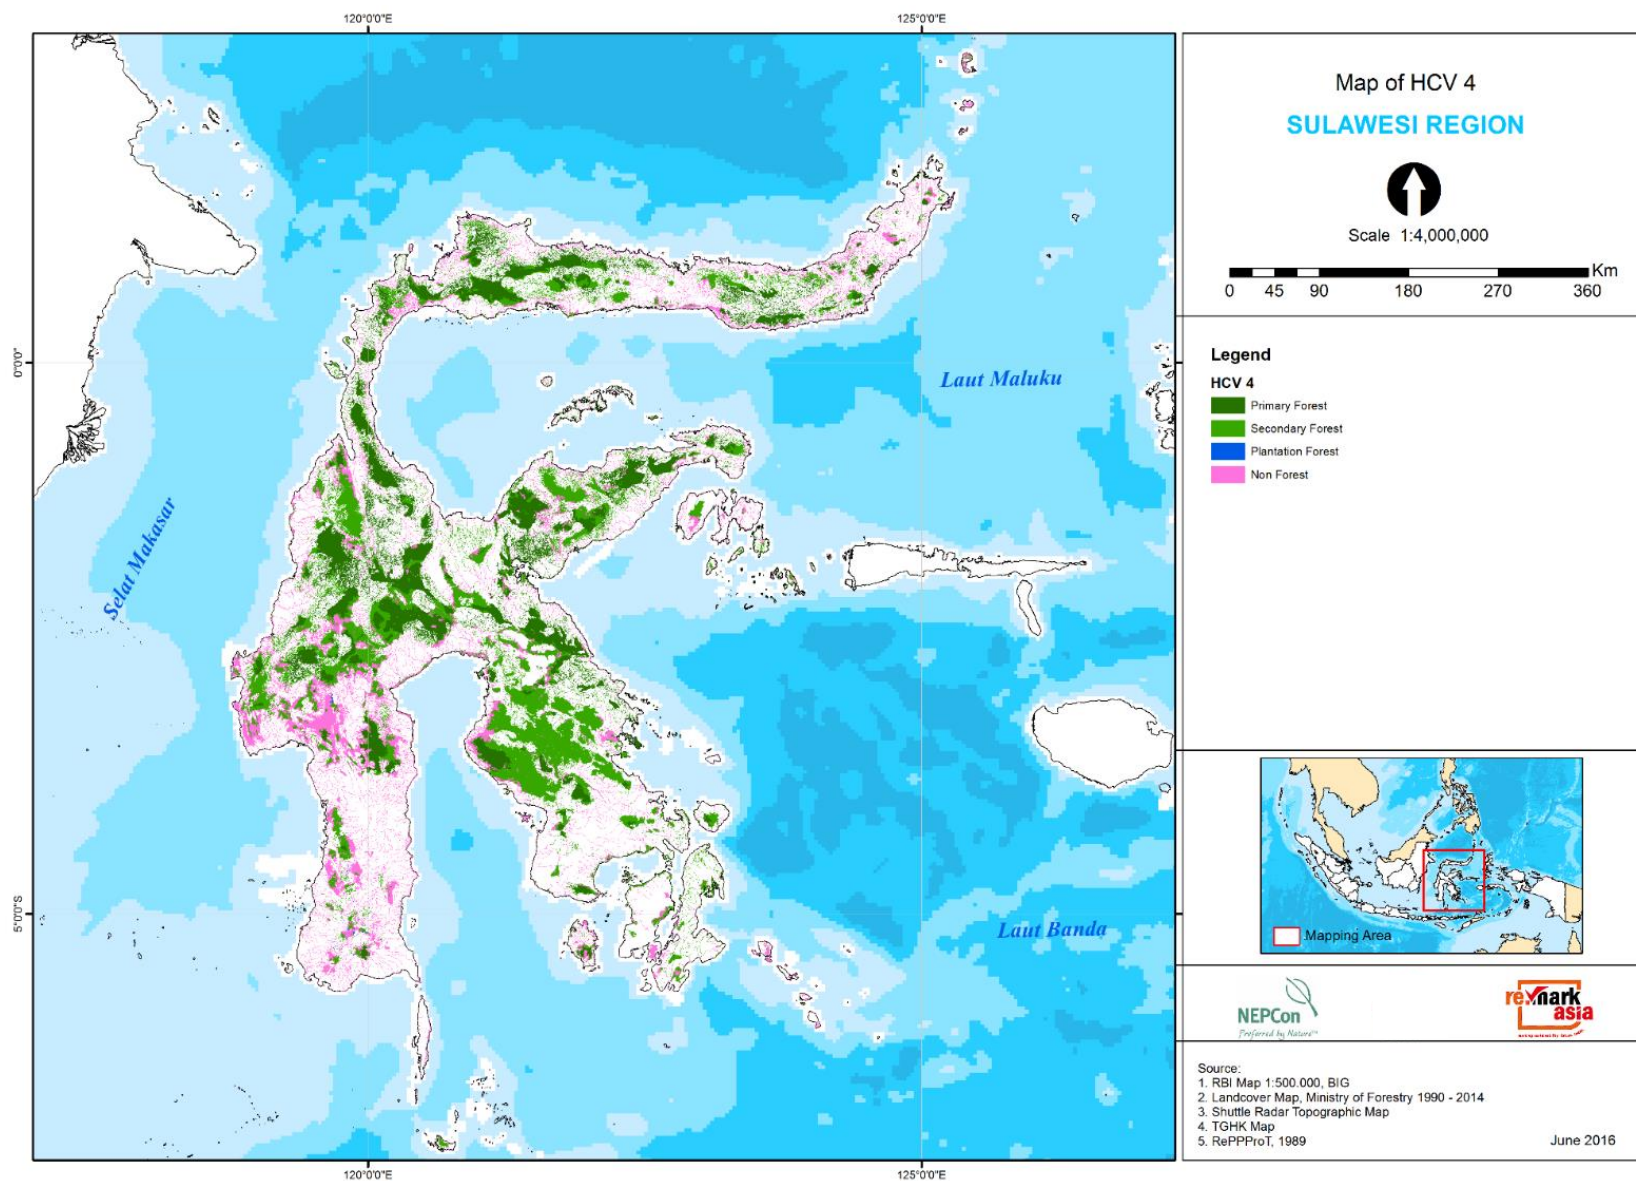 120°0'0"E
125°0'0"E
0°0'0"
5°0'0"S
120°0'0"E
125°0'0"E
Selat Makasar
Laut Maluku
Laut Banda
Map of HCV 4
SULAWESI REGION
Scale 1:4,000,000
Km
0 45 90 180 270 360
Legend
HCV 4
Primary Forest
Secondary Forest
Plantation Forest
Non Forest
Mapping Area
NEPCon
Preferred by Nature™
re mark
asia
Source:
1. RBI Map 1:500.000, BIG
2. Landcover Map, Ministry of Forestry 1990 - 2014
3. Shuttle Radar Topographic Map
4. TGHK Map
5. RePPProT, 1989
June 2016